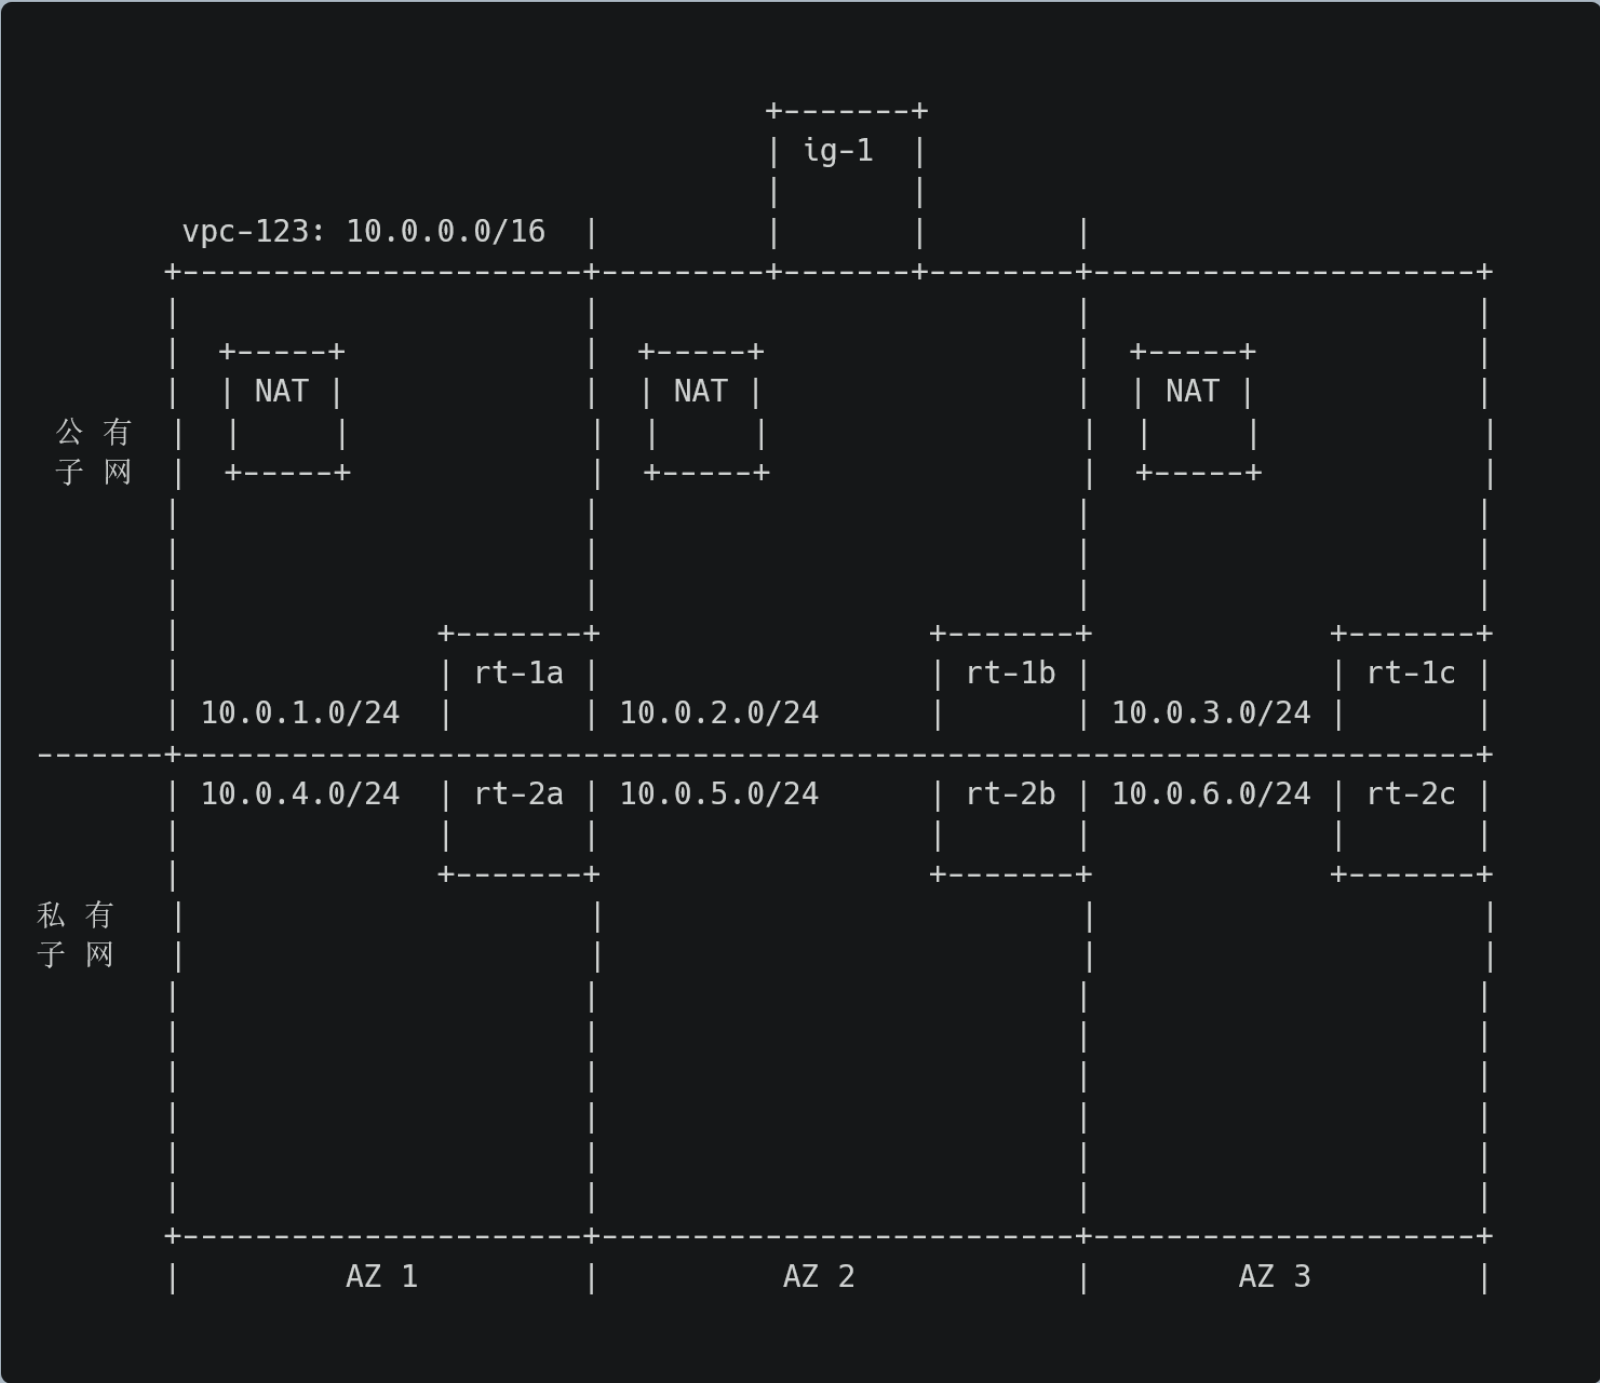 ig-1
vpc-123: 10.0.0.0/16
NAT NAT NAT
公有
子网
rt-1a rt-1b rt-1c
10.0.1.0/24 10.0.2.0/24 10.0.3.0/24
10.0.4.0/24 rt-2a 10.0.5.0/24 rt-2b 10.0.6.0/24 rt-2c
私有
子网
AZ 1 AZ 2 AZ 3